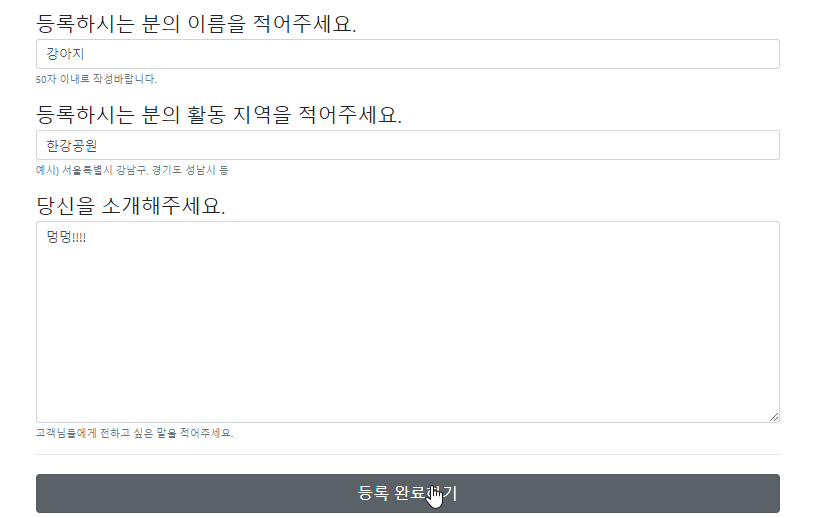 등록하시는 분의 이름을 적어주세요.
강아지
50자 이내로 작성바랍니다.
등록하시는 분의 활동 지역을 적어주세요.
한강공원
예시) 서울특별시 강남구, 경기도 성남시 등
당신을 소개해주세요.
멍멍!!!!
고객님들에게 전하고 싶은 말을 적어주세요.
등록 완료하기